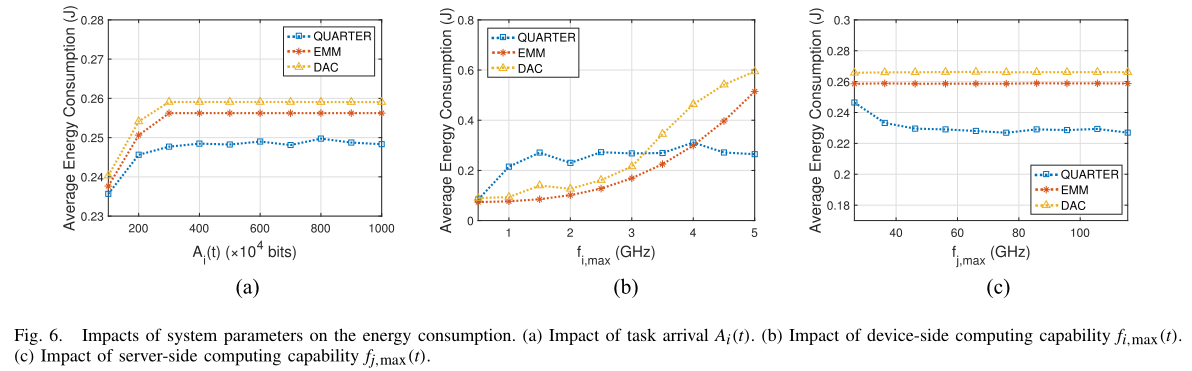 0.28
0.27
0.26
0.25
0.24
0.23
200
400
600
800
1000
Average Energy Consumption (J)
A_i(t) (×10^4 bits)
QUARTER
EMM
DAC
(a)
0.8
0.6
0.4
0.2
0
1
2
3
4
5
Average Energy Consumption (J)
f_{i,max} (GHz)
QUARTER
EMM
DAC
(b)
0.3
0.28
0.26
0.24
0.22
0.2
0.18
40
60
80
100
Average Energy Consumption (J)
f_{j,max} (GHz)
QUARTER
EMM
DAC
(c)
Fig. 6. Impacts of system parameters on the energy consumption. (a) Impact of task arrival A_i(t). (b) Impact of device-side computing capability f_{i,max}(t).
(c) Impact of server-side computing capability f_{j,max}(t).